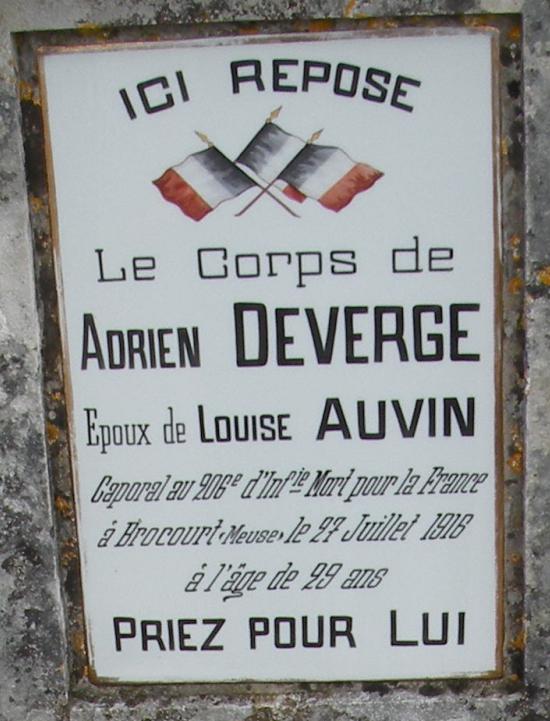 ICI REPOSE
Le Corps de
ADRIEN DEVERGE
Epoux de LOUISE AUVIN
Caporal au 206e d'Infrie Mort pour la France
à Brocourt (Meuse) le 27 Juillet 1916
à l'âge de 29 ans
PRIEZ POUR LUI